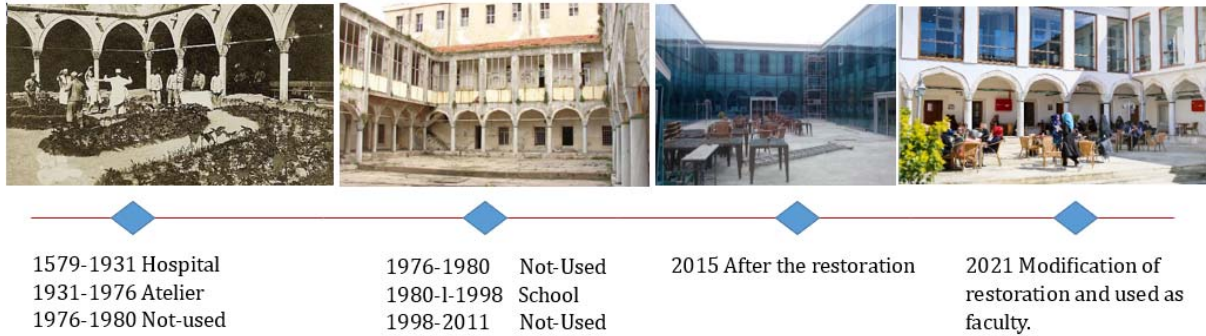 1579-1931 Hospital
1931-1976 Atelier
1976-1980 Not-used
1976-1980 Not-Used
1980-l-1998 School
1998-2011 Not-Used
2015 After the restoration
2021 Modification of
restoration and used as
faculty.